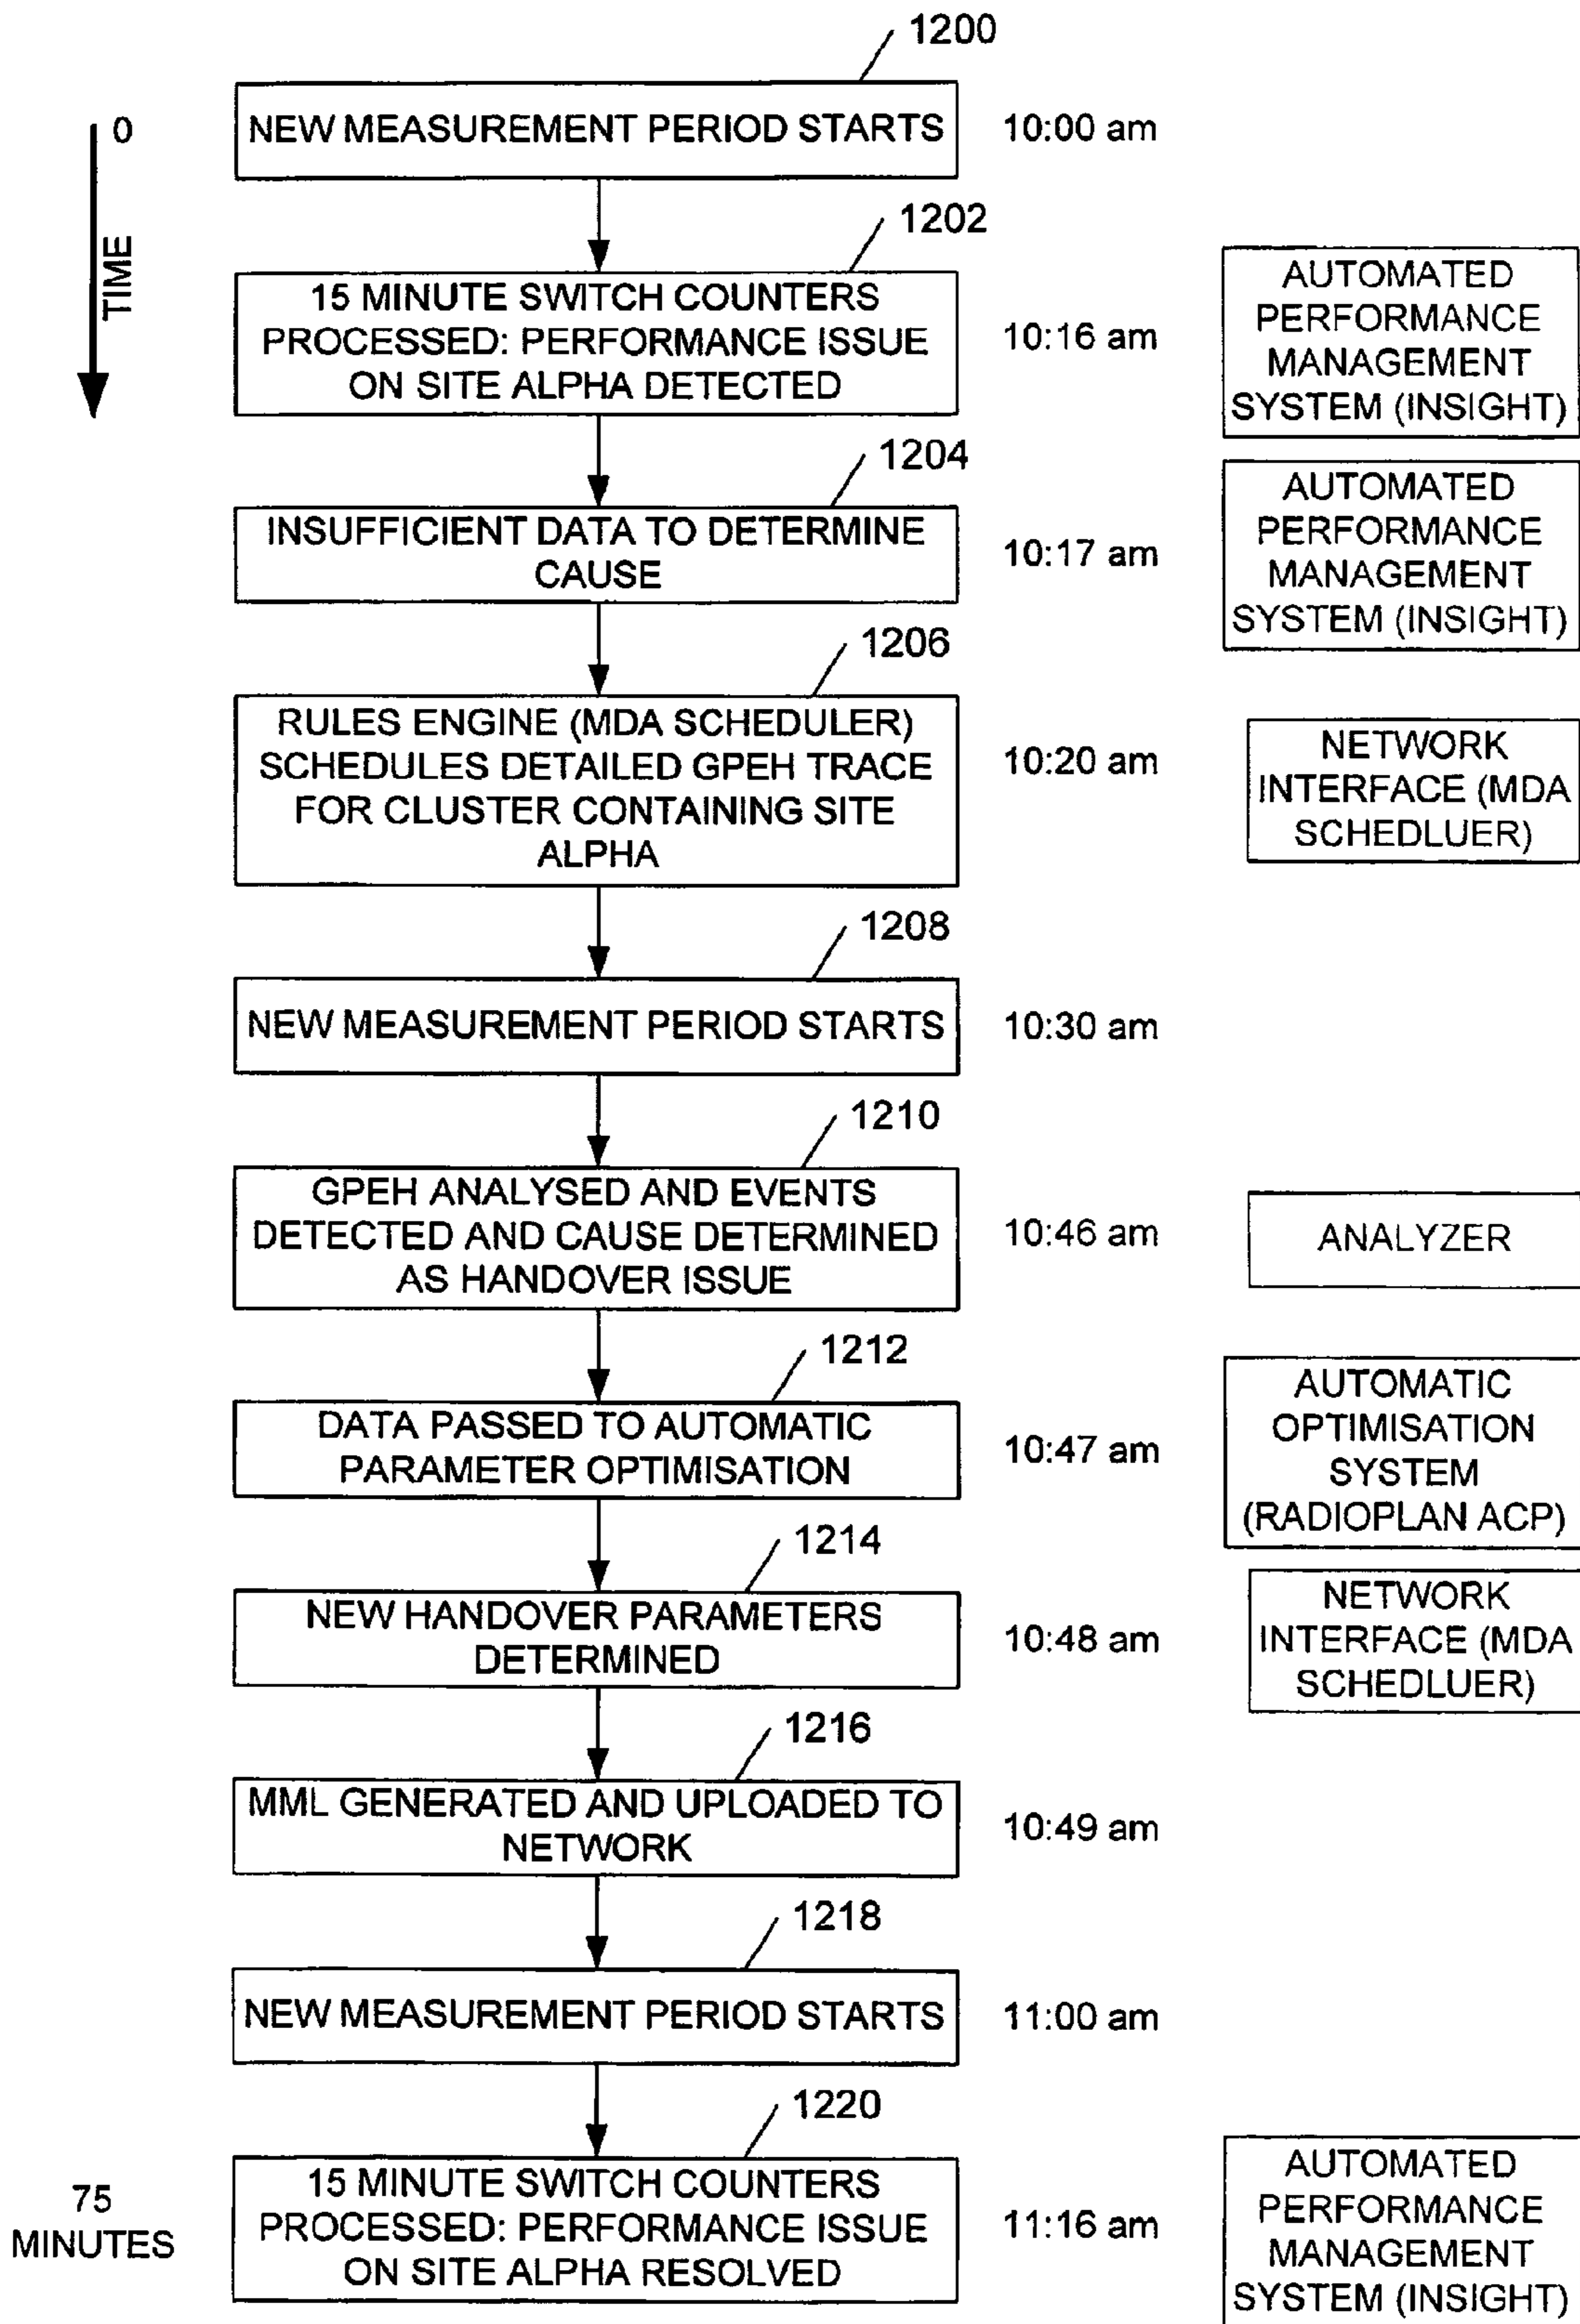 1200
0
TIME
NEW MEASUREMENT PERIOD STARTS
10:00 am
1202
15 MINUTE SWITCH COUNTERS
PROCESSED: PERFORMANCE ISSUE
ON SITE ALPHA DETECTED
10:16 am
AUTOMATED
PERFORMANCE
MANAGEMENT
SYSTEM (INSIGHT)
1204
INSUFFICIENT DATA TO DETERMINE
CAUSE
10:17 am
AUTOMATED
PERFORMANCE
MANAGEMENT
SYSTEM (INSIGHT)
1206
RULES ENGINE (MDA SCHEDULER)
SCHEDULES DETAILED GPEH TRACE
FOR CLUSTER CONTAINING SITE
ALPHA
10:20 am
NETWORK
INTERFACE (MDA
SCHEDLUER)
1208
NEW MEASUREMENT PERIOD STARTS
10:30 am
1210
GPEH ANALYSED AND EVENTS
DETECTED AND CAUSE DETERMINED
AS HANDOVER ISSUE
10:46 am
ANALYZER
1212
DATA PASSED TO AUTOMATIC
PARAMETER OPTIMISATION
10:47 am
AUTOMATIC
OPTIMISATION
SYSTEM
(RADIOPLAN ACP)
1214
NEW HANDOVER PARAMETERS
DETERMINED
10:48 am
NETWORK
INTERFACE (MDA
SCHEDLUER)
1216
MML GENERATED AND UPLOADED TO
NETWORK
10:49 am
1218
NEW MEASUREMENT PERIOD STARTS
11:00 am
1220
75
MINUTES
15 MINUTE SWITCH COUNTERS
PROCESSED: PERFORMANCE ISSUE
ON SITE ALPHA RESOLVED
11:16 am
AUTOMATED
PERFORMANCE
MANAGEMENT
SYSTEM (INSIGHT)